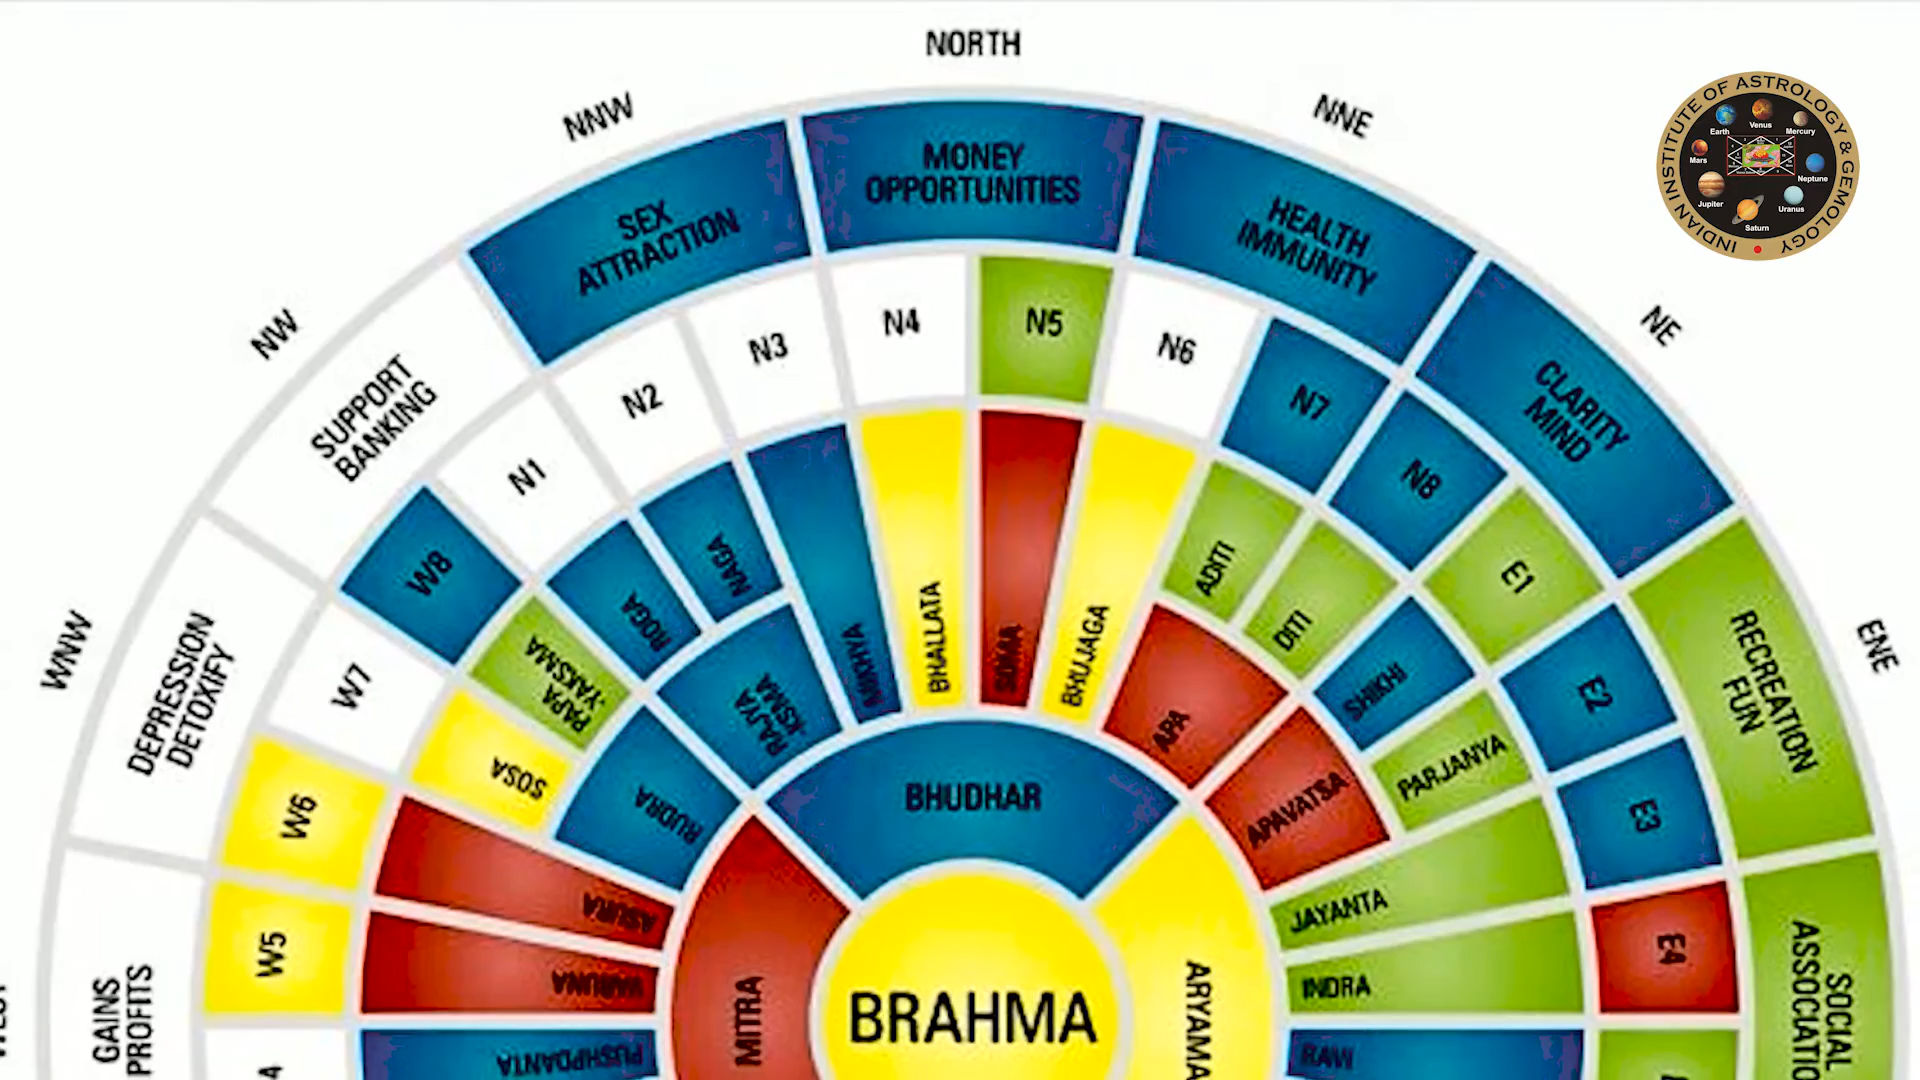 NORTH
NNW
NNE
NW
NE
WNW
ENE
SEX
ATTRACTION
MONEY
OPPORTUNITIES
HEALTH
IMMUNITY
CLARITY
MIND
RECREATION
FUN
SUPPORT
BANKING
DEPRESSION
DETOXIFY
GAINS
PROFITS
SOCIAL
N1
N2
N3
N4
N5
N6
N7
N8
E1
E2
E3
E4
W8
W7
W6
W5
4
ROGA
NAGA
MUKHYA
BHALLATA
SOMA
BHUJAGA
ADITI
DITI
SHIKHI
PARJANYA
JAYANTA
INDRA
PAPA
YAKSMA
SOSA
ASURA
VARUNA
PUSHPDANTA
RUDRA
RAJYA
APA
APAVATSA
BHUDHAR
MITRA
ARYAMA
BRAHMA
INDIAN INSTITUTE OF ASTROLOGY & GEMOLOGY
Earth
Venus
Mercury
Mars
Neptune
Jupiter
Uranus
Saturn